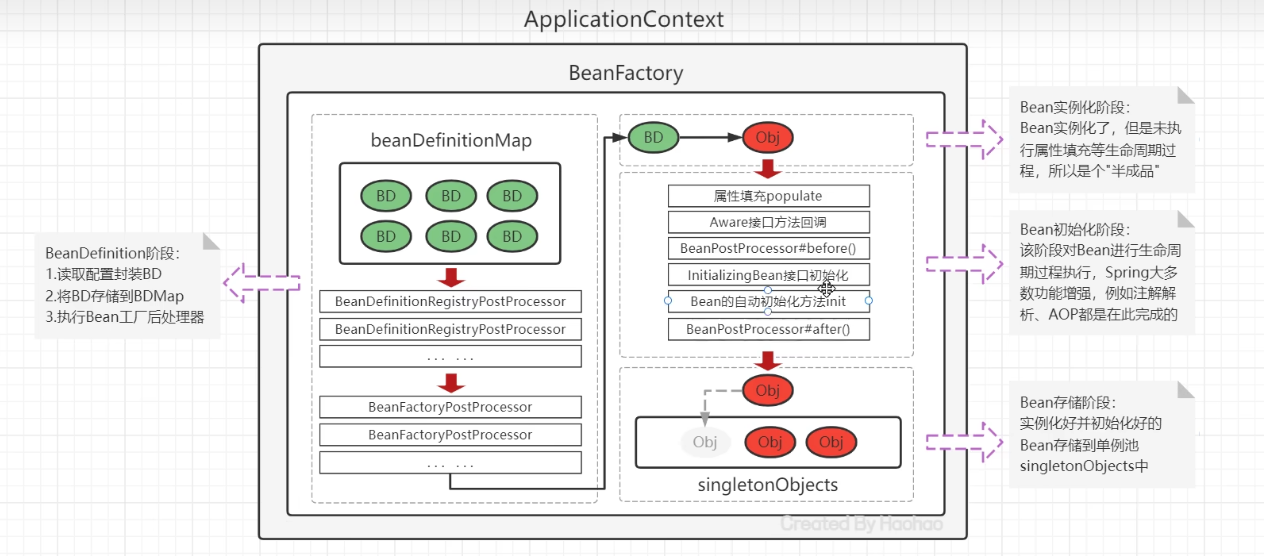 ApplicationContext
BeanFactory
beanDefinitionMap
BD
BD
BD
BD
BD
BD
BeanDefinitionRegistryPostProcessor
BeanDefinitionRegistryPostProcessor
... ...
BeanFactoryPostProcessor
BeanFactoryPostProcessor
... ...
BD
Obj
属性填充populate
Aware接口方法回调
BeanPostProcessor#before()
InitializingBean接口初始化
Bean的自动初始化方法init
BeanPostProcessor#after()
Obj
Obj
Obj
Obj
singletonObjects
BeanDefinition阶段：
1.读取配置封装BD
2.将BD存储到BDMap
3.执行Bean工厂后处理器
Bean实例化阶段：
Bean实例化了，但是未执
行属性填充等生命周期过
程，所以是个"半成品"
Bean初始化阶段：
该阶段对Bean进行生命周
期过程执行，Spring大多
数功能增强，例如注解解
析、AOP都是在此完成的
Bean存储阶段：
实例化好并初始化好的
Bean存储到单例池
singletonObjects中
Created By Haohao